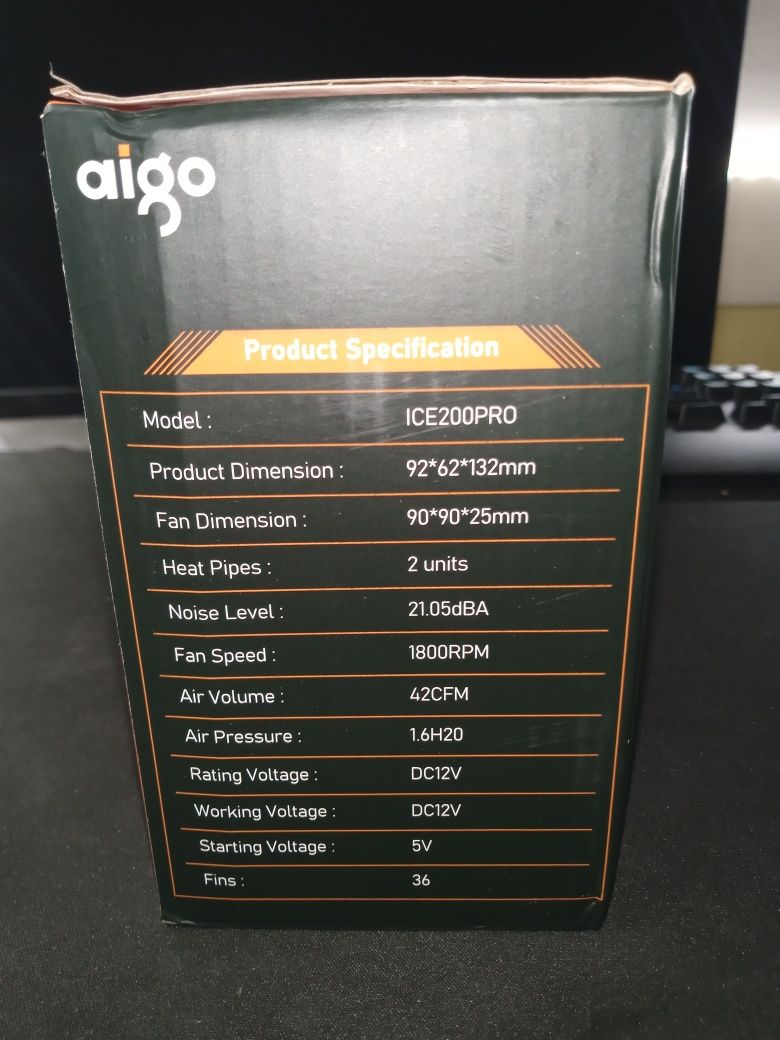 aigo
Product Specification
Model : ICE200PRO
Product Dimension : 92*62*132mm
Fan Dimension : 90*90*25mm
Heat Pipes : 2 units
Noise Level : 21.05dBA
Fan Speed : 1800RPM
Air Volume : 42CFM
Air Pressure : 1.6H20
Rating Voltage : DC12V
Working Voltage : DC12V
Starting Voltage : 5V
Fins : 36